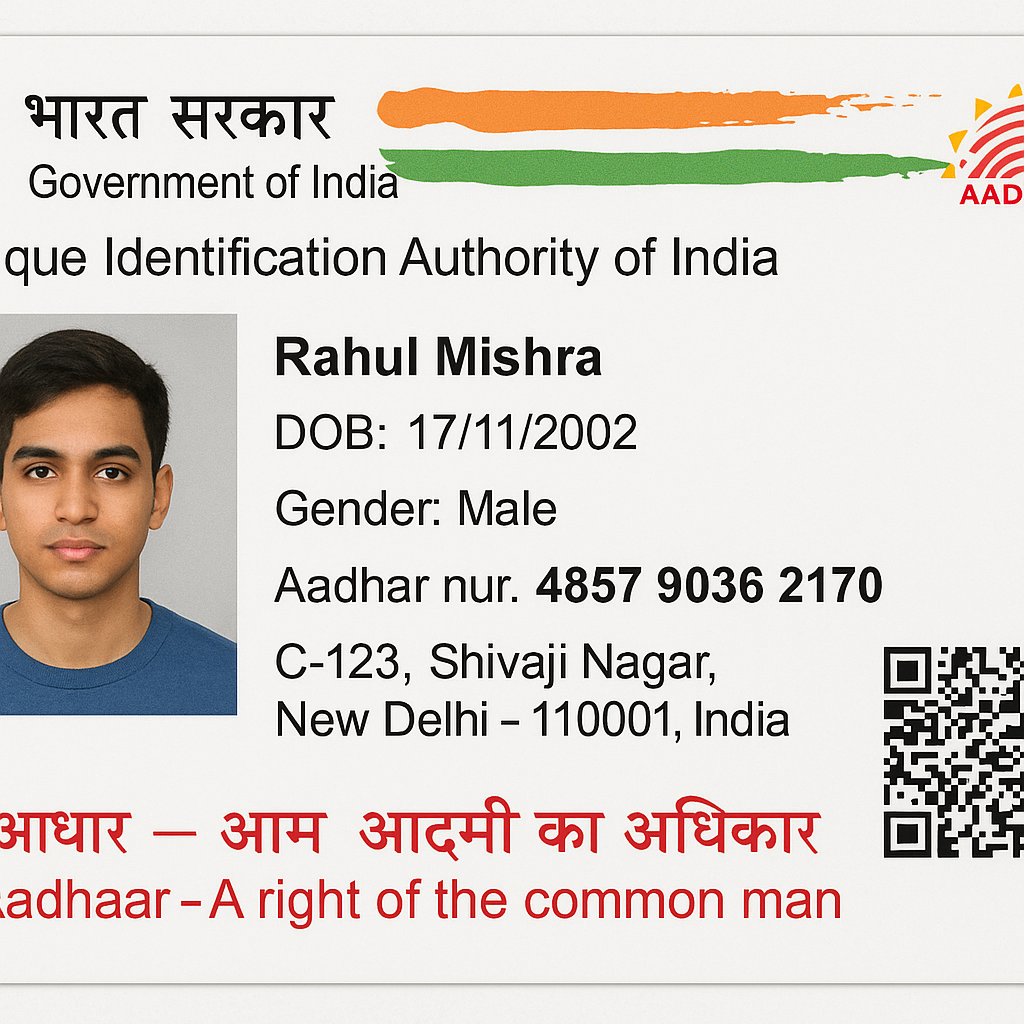 भारत सरकार
Government of India
AAD
que Identification Authority of India
Rahul Mishra
DOB: 17/11/2002
Gender: Male
Aadhar nur. 4857 9036 2170
C-123, Shivaji Nagar,
New Delhi – 110001, India
आधार – आम आदमी का अधिकार
Aadhaar – A right of the common man